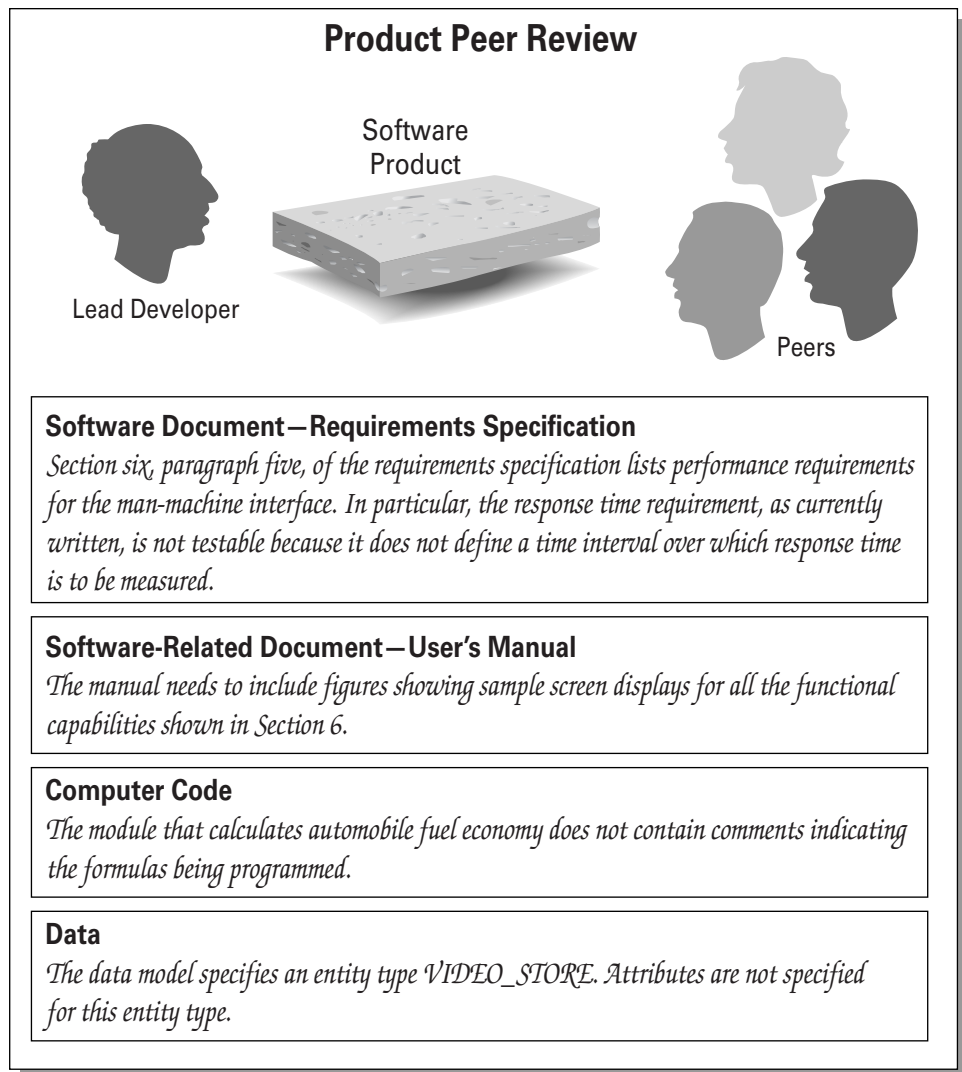 Product Peer Review
Software
Product
Lead Developer
Peers
Software Document—Requirements Specification
Section six, paragraph five, of the requirements specification lists performance requirements
for the man-machine interface. In particular, the response time requirement, as currently
written, is not testable because it does not define a time interval over which response time
is to be measured.
Software-Related Document—User’s Manual
The manual needs to include figures showing sample screen displays for all the functional
capabilities shown in Section 6.
Computer Code
The module that calculates automobile fuel economy does not contain comments indicating
the formulas being programmed.
Data
The data model specifies an entity type VIDEO_STORE. Attributes are not specified
for this entity type.